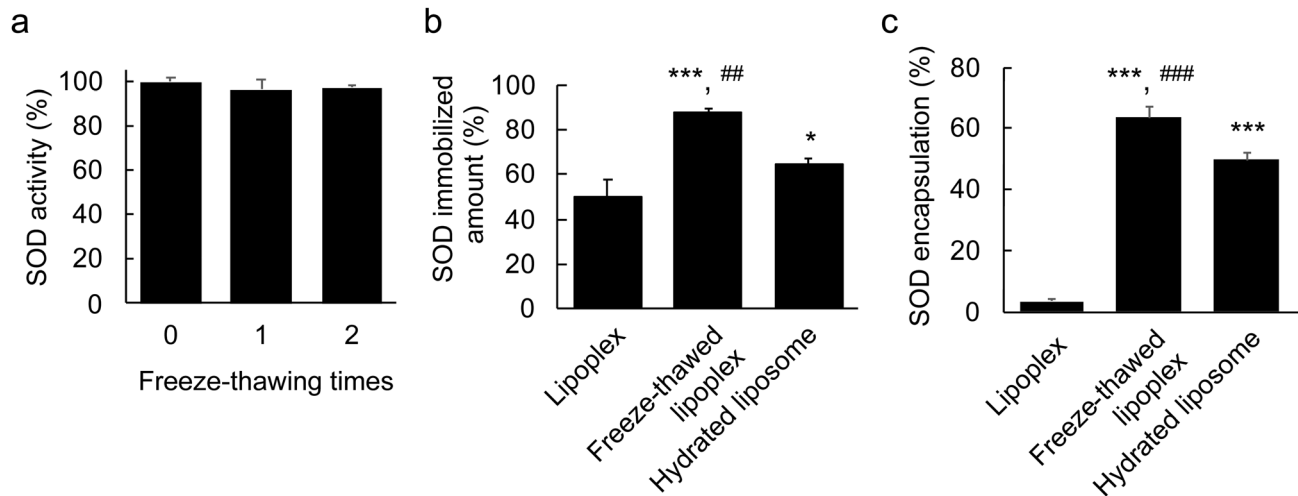 a
SOD activity (%)
100
80
60
40
20
0
0 1 2
Freeze-thawing times
b
SOD immobilized
amount (%)
100
80
60
40
20
0
***, ##
*
Lipoplex
Freeze-thawed
lipoplex
Hydrated liposome
c
SOD encapsulation (%)
80
60
40
20
0
***, ###
***
Lipoplex
Freeze-thawed
lipoplex
Hydrated liposome